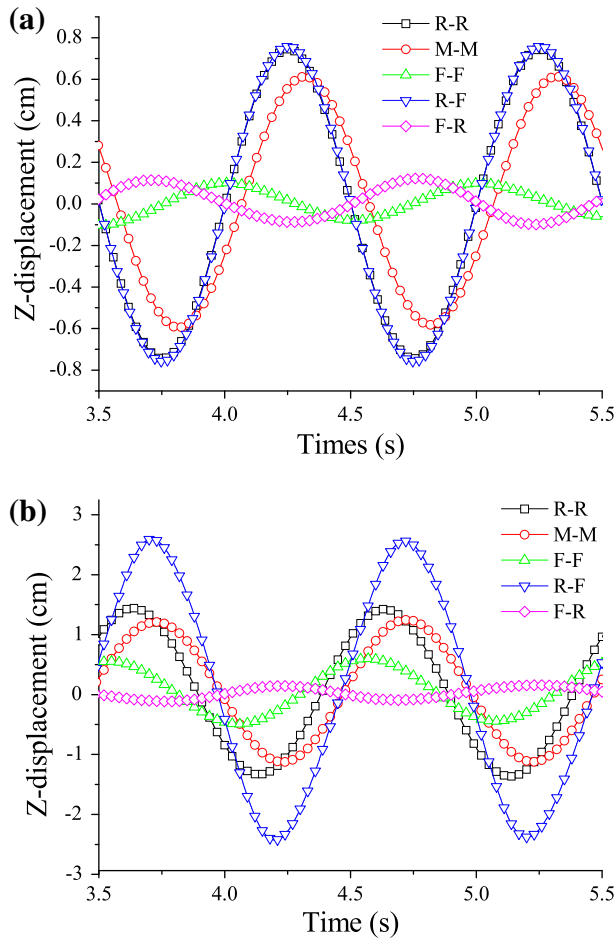 (a)
Z-displacement (cm)
0.8
0.6
0.4
0.2
0.0
-0.2
-0.4
-0.6
-0.8
R-R
M-M
F-F
R-F
F-R
3.5
4.0
4.5
5.0
5.5
Times (s)
(b)
Z-displacement (cm)
3
2
1
0
-1
-2
-3
R-R
M-M
F-F
R-F
F-R
3.5
4.0
4.5
5.0
5.5
Time (s)